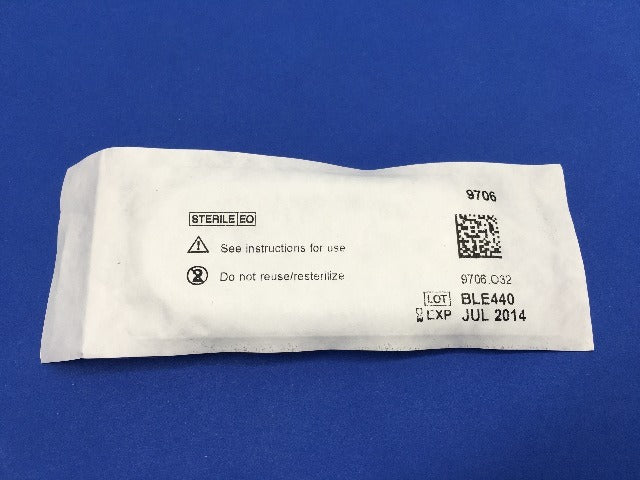 9706
STERILE EO
See instructions for use
Do not reuse/resterilize
9706.O32
LOT BLE440
EXP JUL 2014